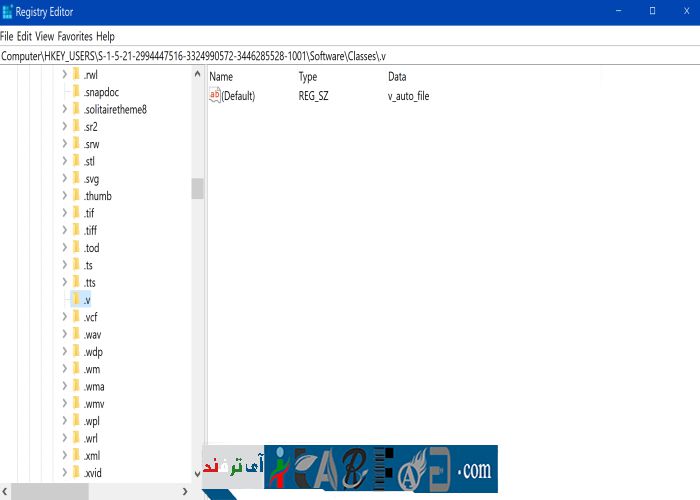 Registry Editor
File Edit View Favorites Help
Computer\HKEY_USERS\S-1-5-21-2994447516-3324990572-3446285528-1001\Software\Classes\.v
Name Type Data
(Default) REG_SZ v_auto_file
.rwl
.snapdoc
.solitairetheme8
.sr2
.srw
.stl
.svg
.thumb
.tif
.tiff
.tod
.ts
.tts
.v
.vcf
.wav
.wdp
.wm
.wma
.wmv
.wpl
.wrl
.xml
.xvid
آی ترفند
.com